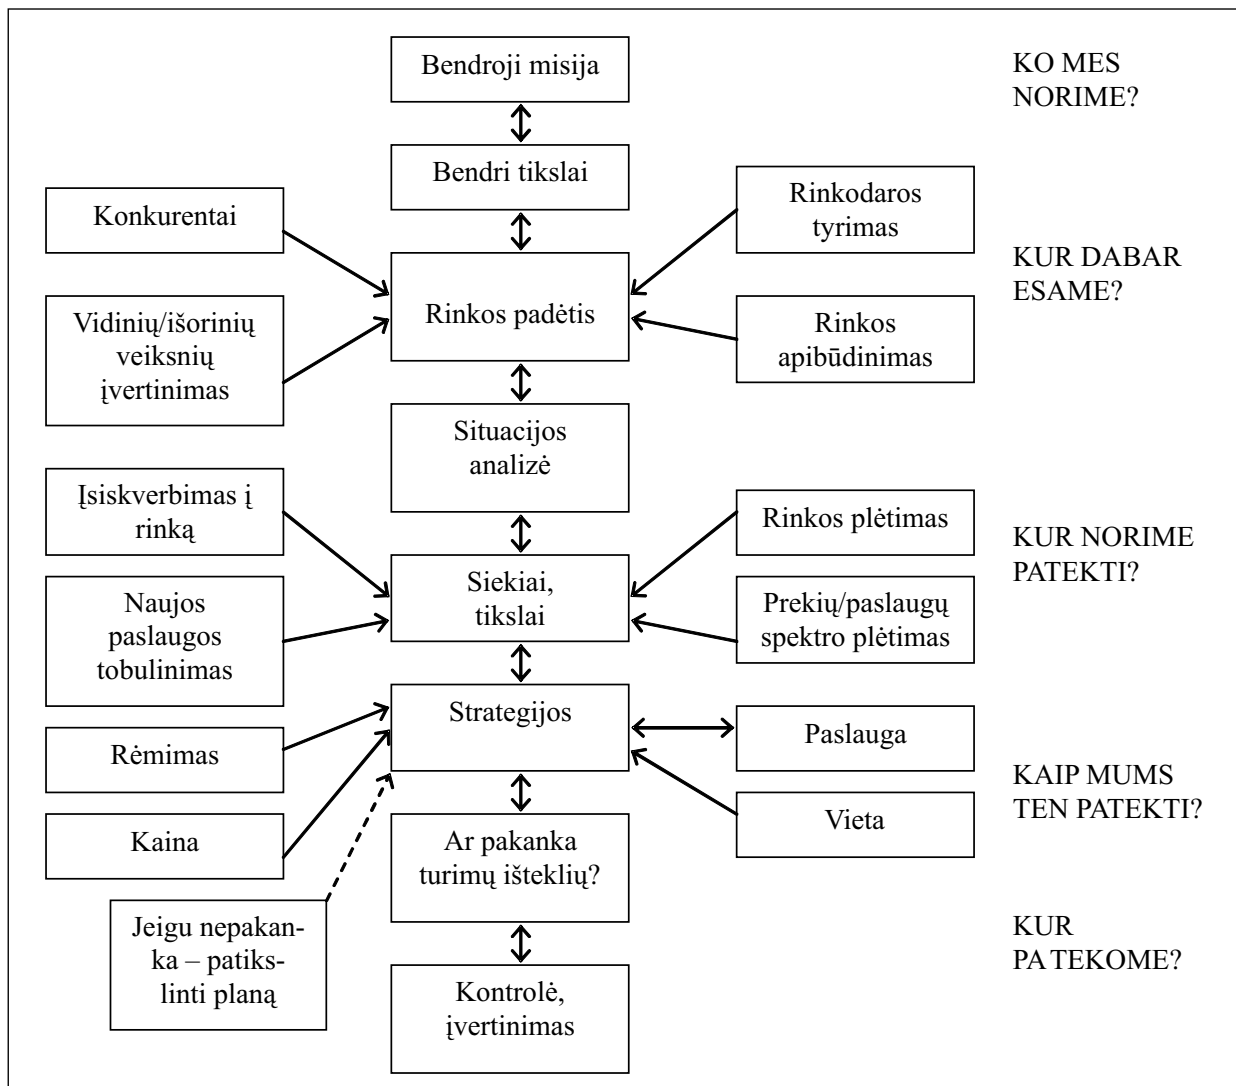 Bendroji misija
KO MES
NORIME?
Bendri tikslai
Konkurentai
Rinkodaros
tyrimas
KUR DABAR
ESAME?
Rinkos padėtis
Vidinių/išorinių
veiksnių
įvertinimas
Rinkos
apibūdinimas
Situacijos
analizė
Įsiskverbimas į
rinką
Rinkos plėtimas
KUR NORIME
PATEKTI?
Siekiai,
tikslai
Naujos
paslaugos
tobulinimas
Prekių/paslaugų
spektro plėtimas
Strategijos
Rėmimas
Paslauga
KAIP MUMS
TEN PATEKTI?
Kaina
Ar pakanka
turimų išteklių?
Vieta
Jeigu nepakan-
ka – patiks-
linti planą
KUR
PATEKOME?
Kontrolė,
įvertinimas